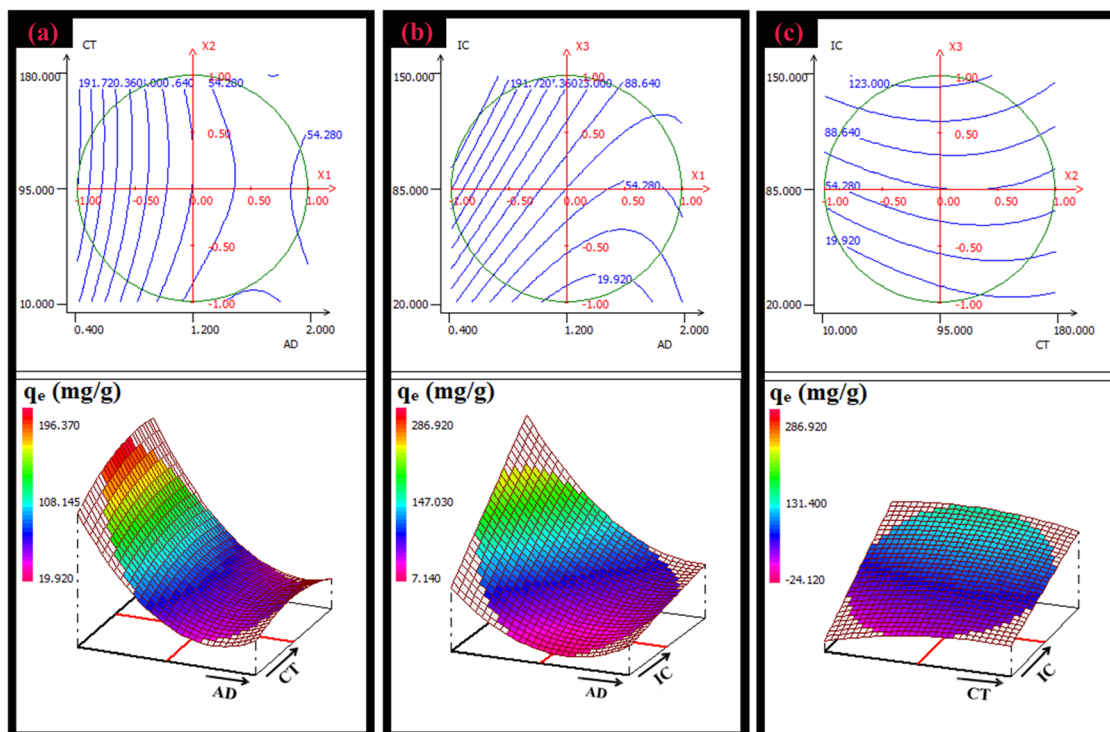 (a)
CT
X2
180.000
1.00
191.720.360.000.640
54.280
0.50
54.280
X1
95.000
-1.00
-0.50
0.00
0.50
1.00
-0.50
10.000
-1.00
0.400
1.200
2.000
AD
(b)
IC
X3
150.000
1.00
191.720
.360
23.000
88.640
0.50
54.280
X1
85.000
-1.00
-0.50
0.00
0.50
1.00
-0.50
19.920
20.000
-1.00
0.400
1.200
2.000
AD
(c)
IC
X3
150.000
1.00
123.000
88.640
0.50
54.280
X2
85.000
-1.00
-0.50
0.00
0.50
1.00
19.920
-0.50
20.000
-1.00
10.000
95.000
180.000
CT
qe (mg/g)
196.370
108.145
19.920
AD
CT
qe (mg/g)
286.920
147.030
7.140
AD
IC
qe (mg/g)
286.920
131.400
-24.120
CT
IC